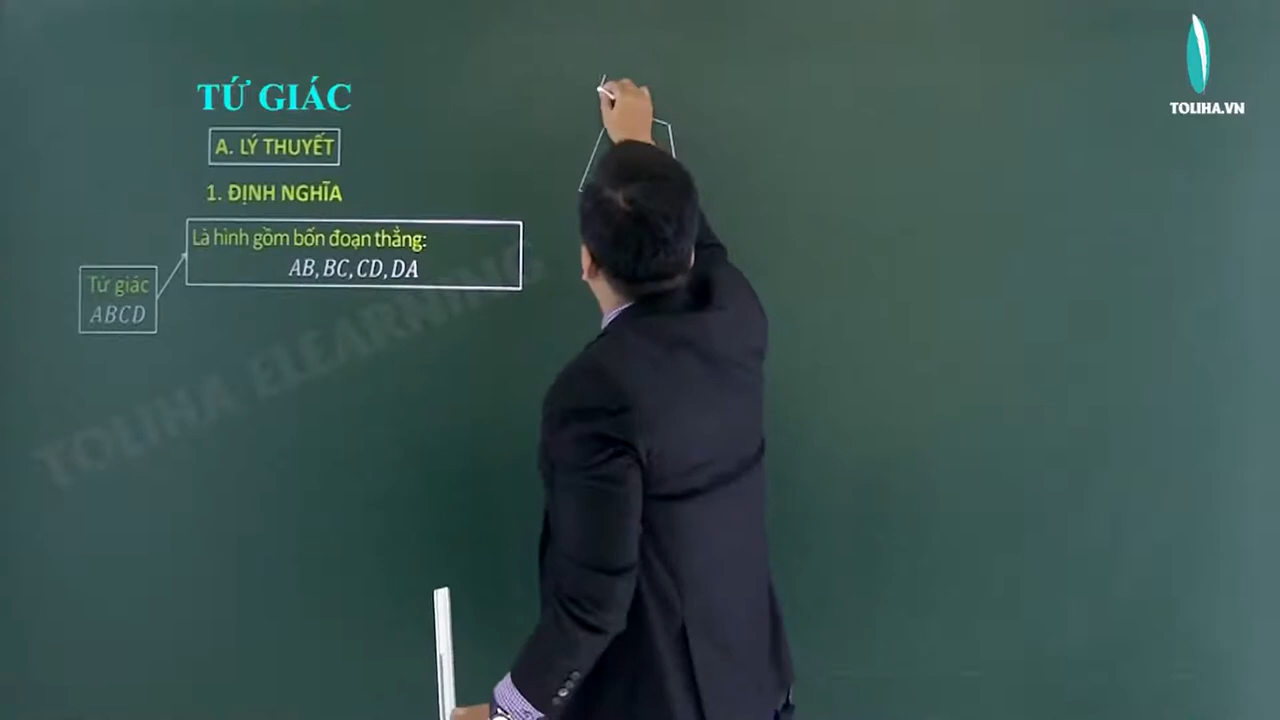 TỨ GIÁC
A. LÝ THUYẾT
1. ĐỊNH NGHĨA
Là hình gồm bốn đoạn thẳng:
AB, BC, CD, DA
Tứ giác
ABCD
TOLIHA ELEARNING
TOLIHA.VN